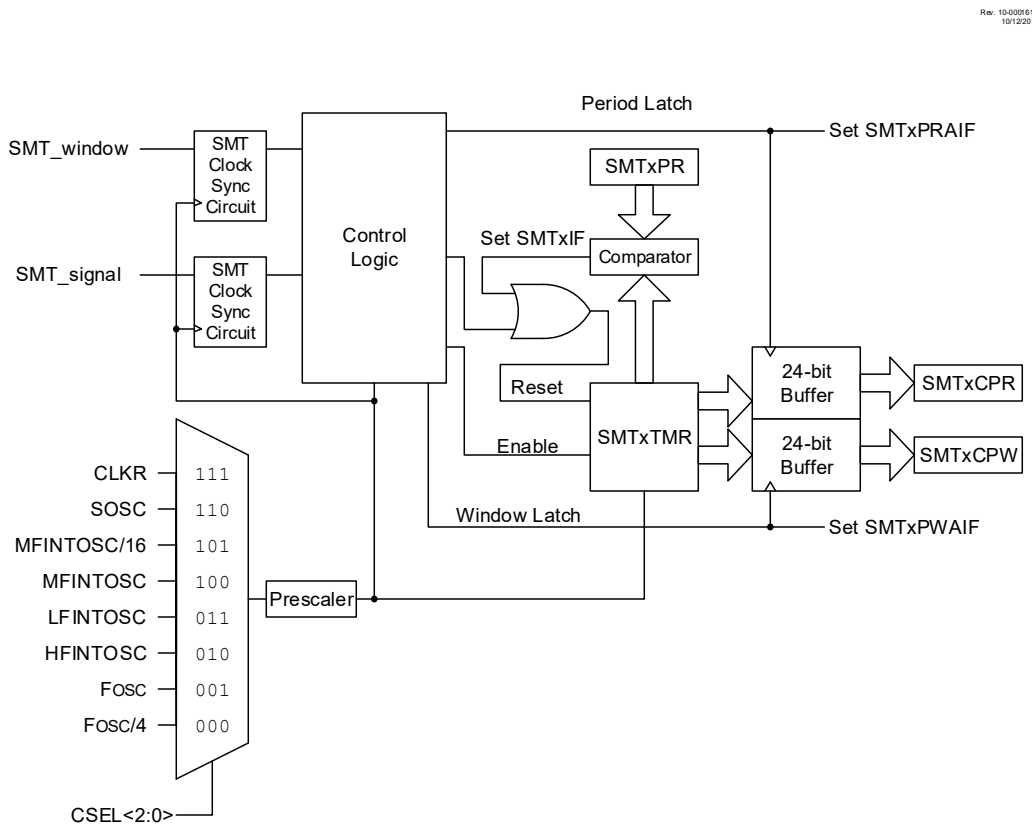 Rev. 10-000161
10/12/20
Period Latch
Set SMTxPRAIF
SMT_window
SMT
Clock
Sync
Circuit
SMTxPR
Control
Logic
Set SMTxIF
Comparator
SMT_signal
SMT
Clock
Sync
Circuit
Reset
24-bit
Buffer
SMTxCPR
SMTxTMR
Enable
24-bit
Buffer
SMTxCPW
Window Latch
Set SMTxPWAIF
CLKR 111
SOSC 110
MFINTOSC/16 101
MFINTOSC 100
Prescaler
LFINTOSC 011
HFINTOSC 010
FOSC 001
FOSC/4 000
CSEL<2:0>